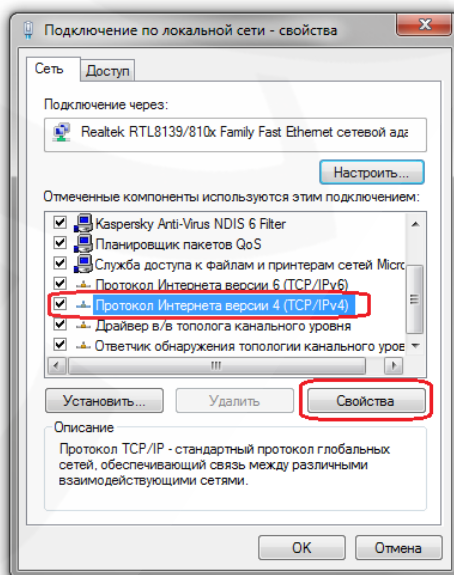 Подключение по локальной сети - свойства
Сеть Доступ
Подключение через:
Realtek RTL8139/810x Family Fast Ethernet сетевой ада
Настроить...
Отмеченные компоненты используются этим подключением:
Kaspersky Anti-Virus NDIS 6 Filter
Планировщик пакетов QoS
Служба доступа к файлам и принтерам сетей Micro
Протокол Интернета версии 6 (TCP/IPv6)
Протокол Интернета версии 4 (TCP/IPv4)
Драйвер в/в тополога канального уровня
Ответчик обнаружения топологии канального уров
Установить... Удалить Свойства
Описание
Протокол TCP/IP - стандартный протокол глобальных
сетей, обеспечивающий связь между различными
взаимодействующими сетями.
OK Отмена